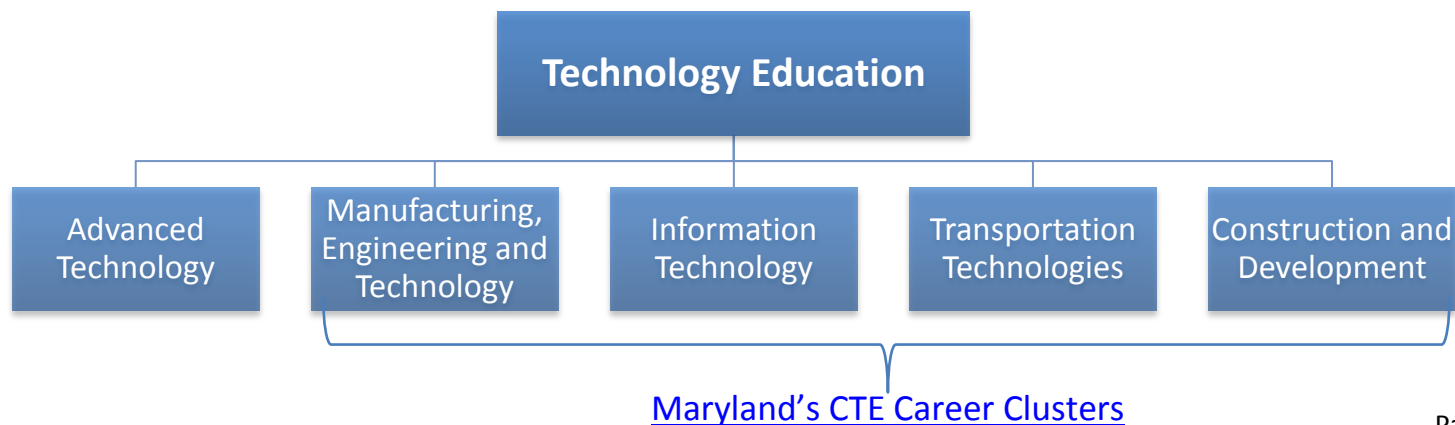 Technology Education
Advanced
Technology
Manufacturing,
Engineering and
Technology
Information
Technology
Transportation
Technologies
Construction and
Development
Maryland’s CTE Career Clusters